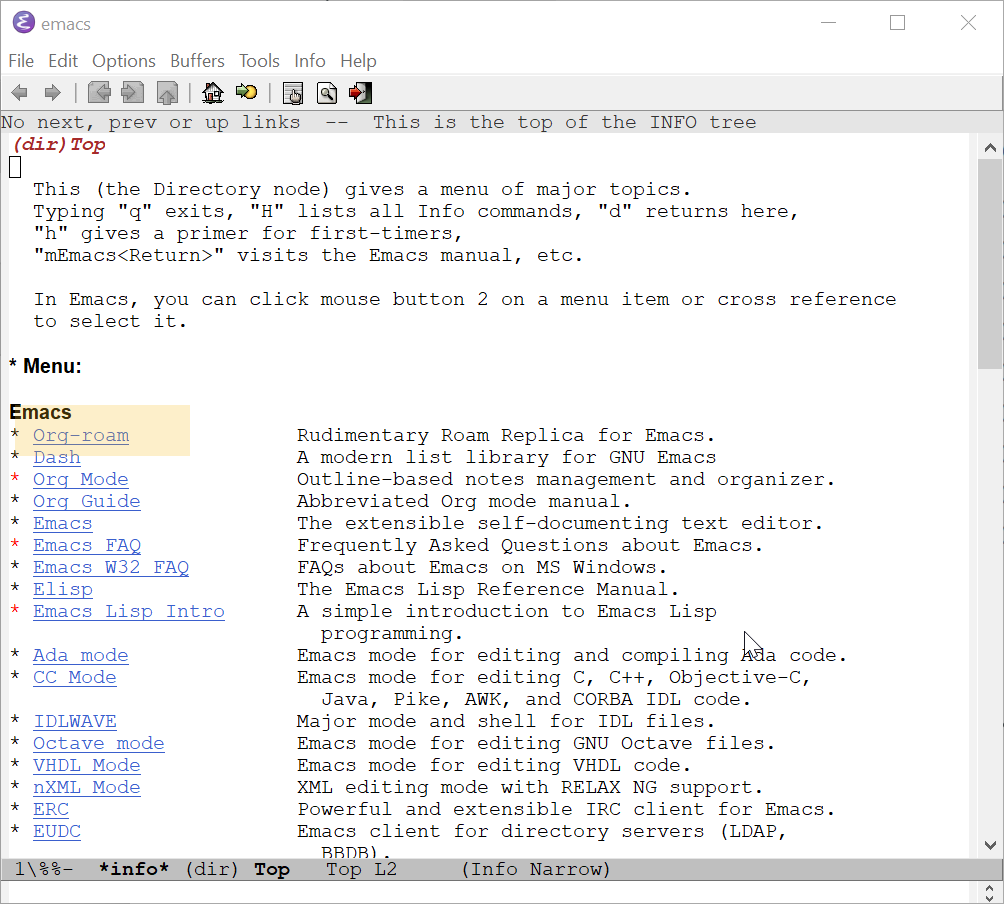 emacs
File Edit Options Buffers Tools Info Help
No next, prev or up links -- This is the top of the INFO tree
(dir)Top
This (the Directory node) gives a menu of major topics.
Typing "q" exits, "H" lists all Info commands, "d" returns here,
"h" gives a primer for first-timers,
"mEmacs<Return>" visits the Emacs manual, etc.
In Emacs, you can click mouse button 2 on a menu item or cross reference
to select it.
* Menu:
Emacs
* Org-roam Rudimentary Roam Replica for Emacs.
* Dash A modern list library for GNU Emacs
* Org Mode Outline-based notes management and organizer.
* Org Guide Abbreviated Org mode manual.
* Emacs The extensible self-documenting text editor.
* Emacs FAQ Frequently Asked Questions about Emacs.
* Emacs W32 FAQ FAQs about Emacs on MS Windows.
* Elisp The Emacs Lisp Reference Manual.
* Emacs Lisp Intro A simple introduction to Emacs Lisp
programming.
* Ada mode Emacs mode for editing and compiling Ada code.
* CC Mode Emacs mode for editing C, C++, Objective-C,
Java, Pike, AWK, and CORBA IDL code.
* IDLWAVE Major mode and shell for IDL files.
* Octave mode Emacs mode for editing GNU Octave files.
* VHDL Mode Emacs mode for editing VHDL code.
* nXML Mode XML editing mode with RELAX NG support.
* ERC Powerful and extensible IRC client for Emacs.
* EUDC Emacs client for directory servers (LDAP,
BBDB).
1\%%- *info* (dir) Top Top L2 (Info Narrow)